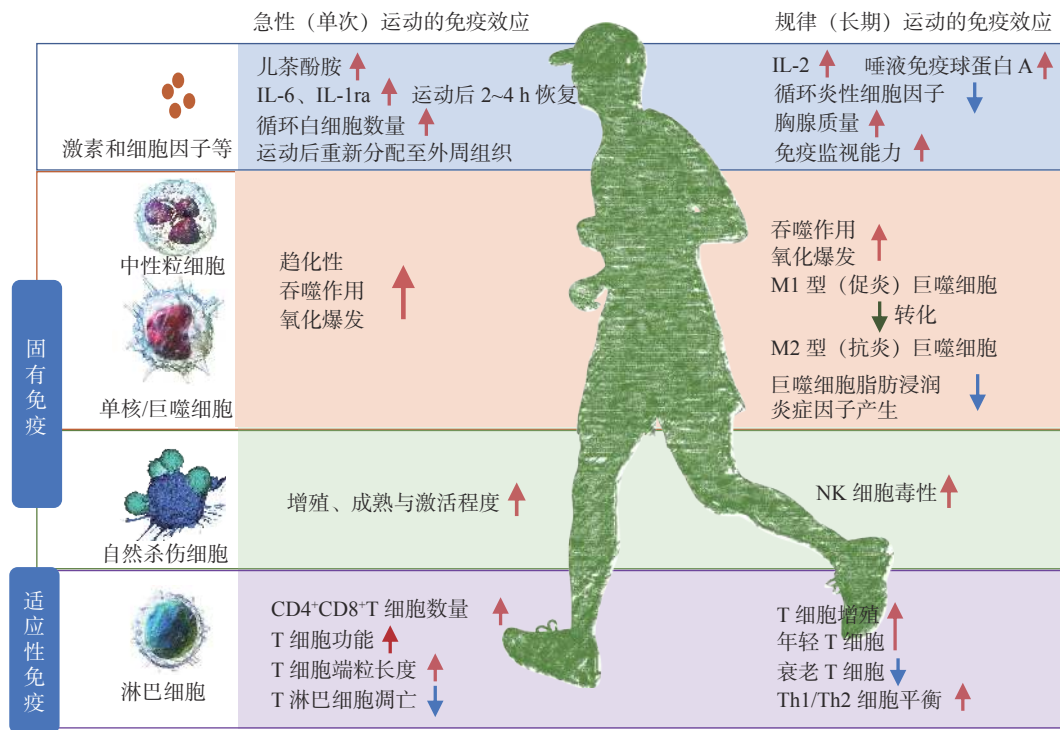 急性（单次）运动的免疫效应
规律（长期）运动的免疫效应
激素和细胞因子等
儿茶酚胺
IL-6、IL-1ra 运动后 2~4 h 恢复
循环白细胞数量
运动后重新分配至外周组织
IL-2 唾液免疫球蛋白 A
循环炎性细胞因子
胸腺质量
免疫监视能力
固有免疫
中性粒细胞
单核/巨噬细胞
趋化性
吞噬作用
氧化爆发
吞噬作用
氧化爆发
M1 型（促炎）巨噬细胞
转化
M2 型（抗炎）巨噬细胞
巨噬细胞脂肪浸润
炎症因子产生
自然杀伤细胞
增殖、成熟与激活程度
NK 细胞毒性
适应性免疫
淋巴细胞
CD4⁺CD8⁺T 细胞数量
T 细胞功能
T 细胞端粒长度
T 淋巴细胞凋亡
T 细胞增殖
年轻 T 细胞
衰老 T 细胞
Th1/Th2 细胞平衡